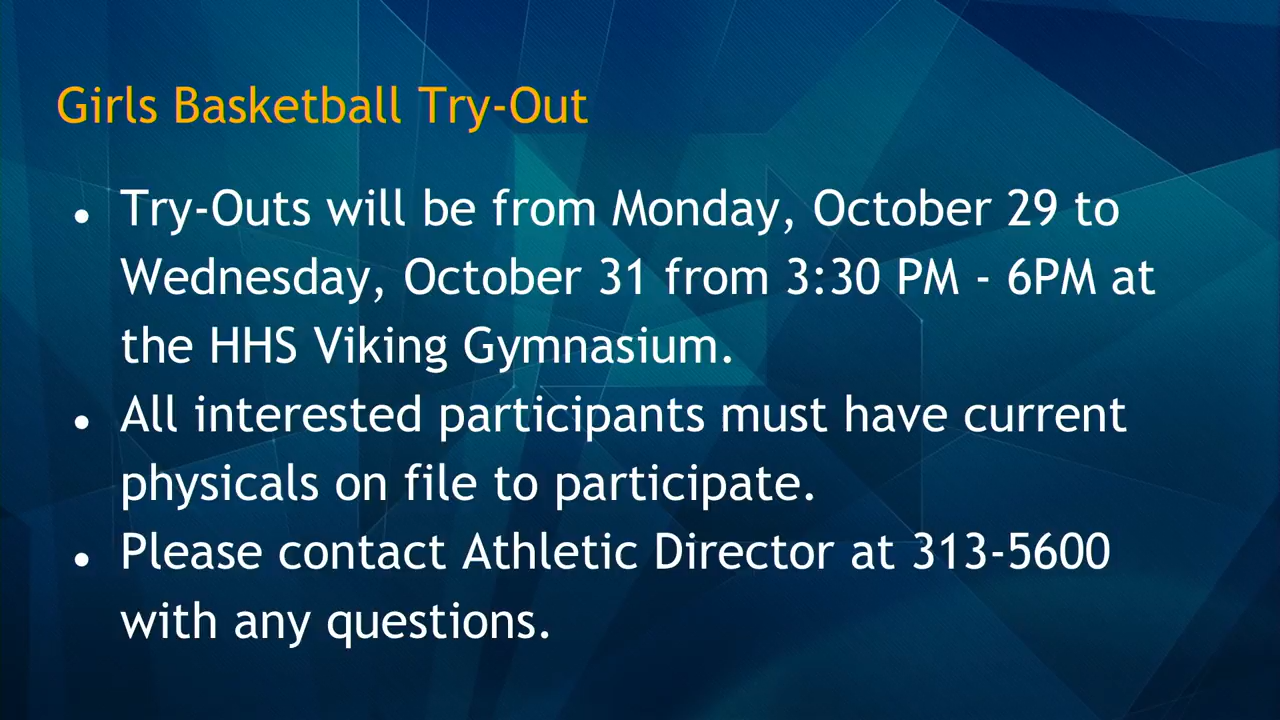 Girls Basketball Try-Out
• Try-Outs will be from Monday, October 29 to
Wednesday, October 31 from 3:30 PM - 6PM at
the HHS Viking Gymnasium.
• All interested participants must have current
physicals on file to participate.
• Please contact Athletic Director at 313-5600
with any questions.